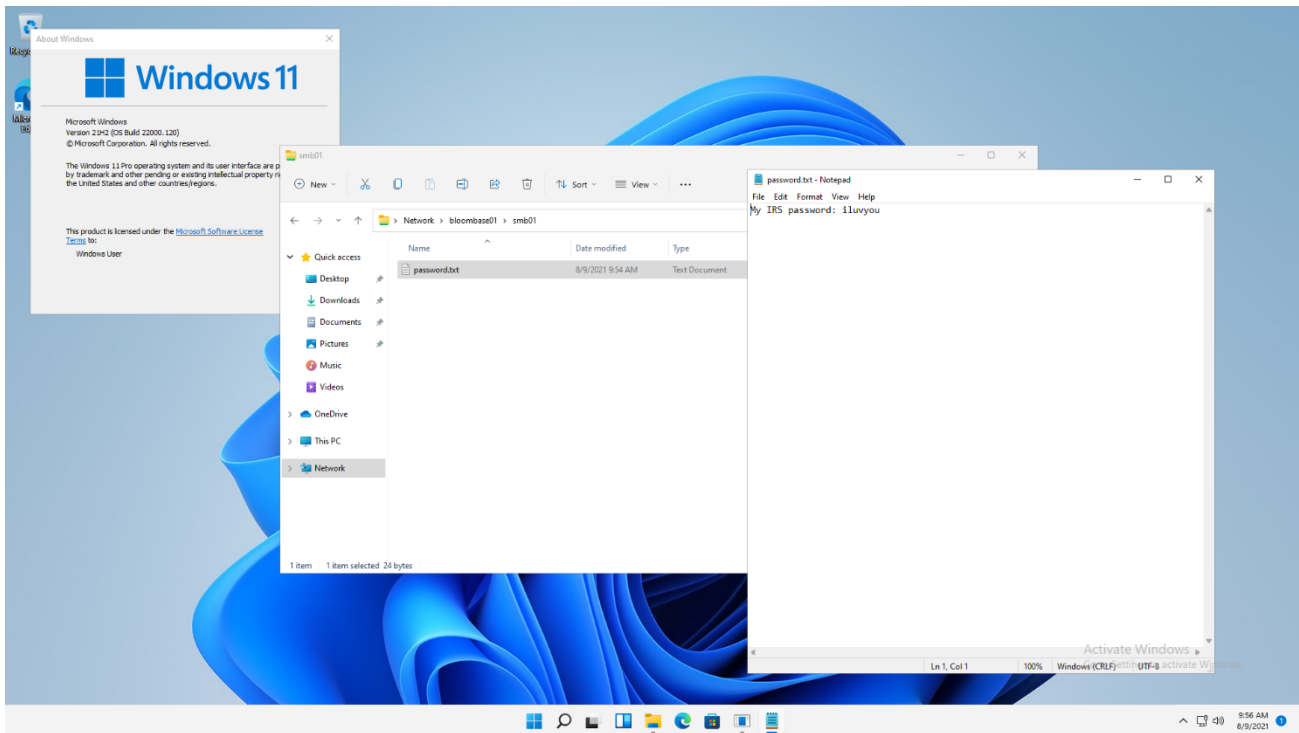 About Windows
Windows 11
Microsoft Windows
Version 21H2 (OS Build 22000.120)
© Microsoft Corporation. All rights reserved.
The Windows 11 Pro operating system and its user interface are
by trademark and other pending or existing intellectual property
the United States and other countries/regions.
This product is licensed under the Microsoft Software License
Terms to:
Windows User
smb01
New
Sort
View
Network > bloombase01 > smb01
Name
Date modified
Type
Quick access
password.txt
8/9/2021 9:54 AM
Text Document
Desktop
Downloads
Documents
Pictures
Music
Videos
OneDrive
This PC
Network
1 item
1 item selected 24 bytes
password.txt - Notepad
File Edit Format View Help
My IRS password: iluvyou
Activate Windows
Ln 1, Col 1
100%
Windows (CRLF)
UTF-8
activate
9:56 AM
8/9/2021
1